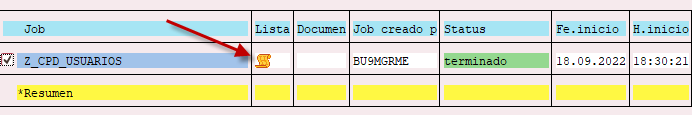 Job Lista Documen Job creado p Status Fe.inicio H.inicio
Z_CPD_USUARIOS BU9MGRME terminado 18.09.2022 18:30:21
*Resumen